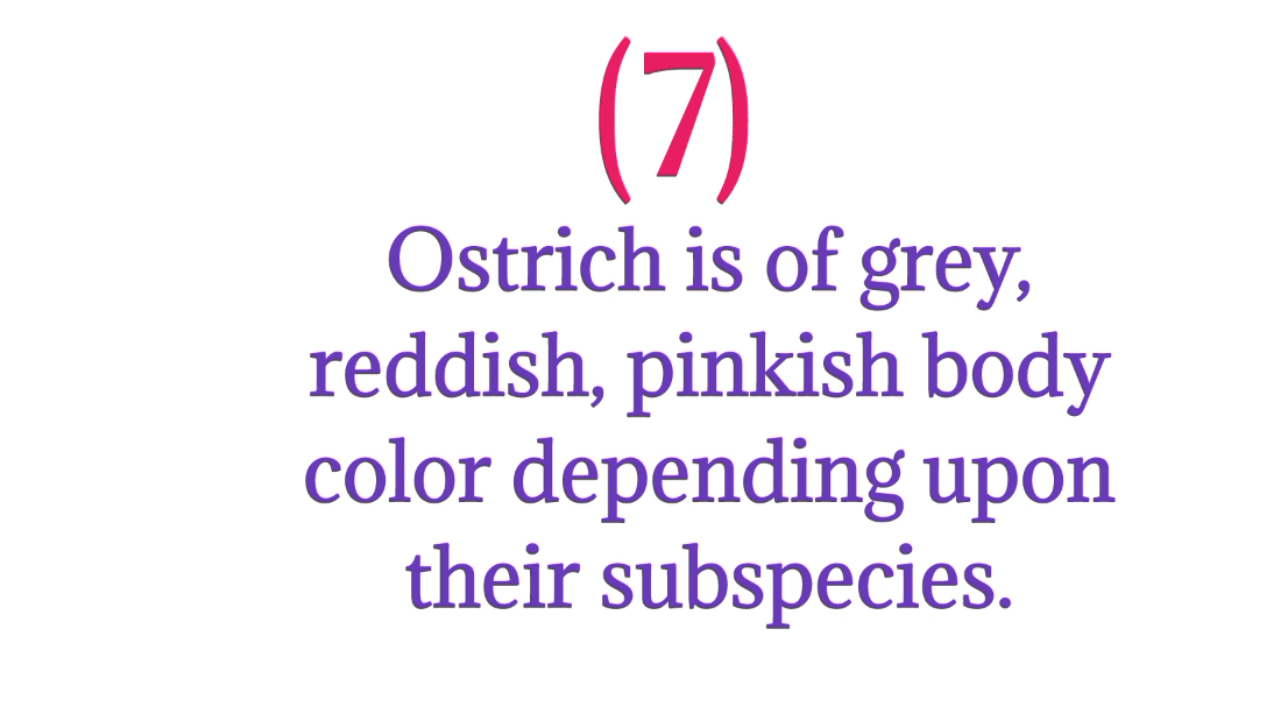 (7)
Ostrich is of grey,
reddish, pinkish body
color depending upon
their subspecies.